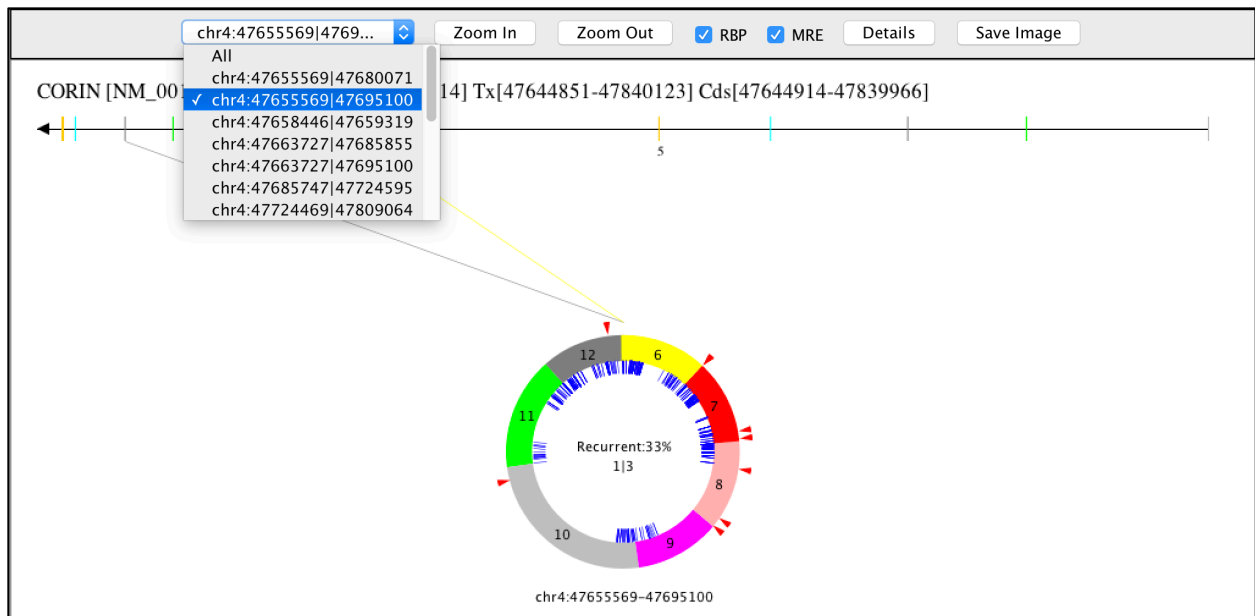 chr4:47655569|4769... Zoom In Zoom Out RBP MRE Details Save Image
All
chr4:47655569|47680071
✓ chr4:47655569|47695100
chr4:47658446|47659319
chr4:47663727|47685855
chr4:47663727|47695100
chr4:47685747|47724595
chr4:47724469|47809064
CORIN [NM_001 14] Tx[47644851-47840123] Cds[47644914-47839966]
5
12 6
11 7
Recurrent:33%
1|3
8
10 9
chr4:47655569-47695100